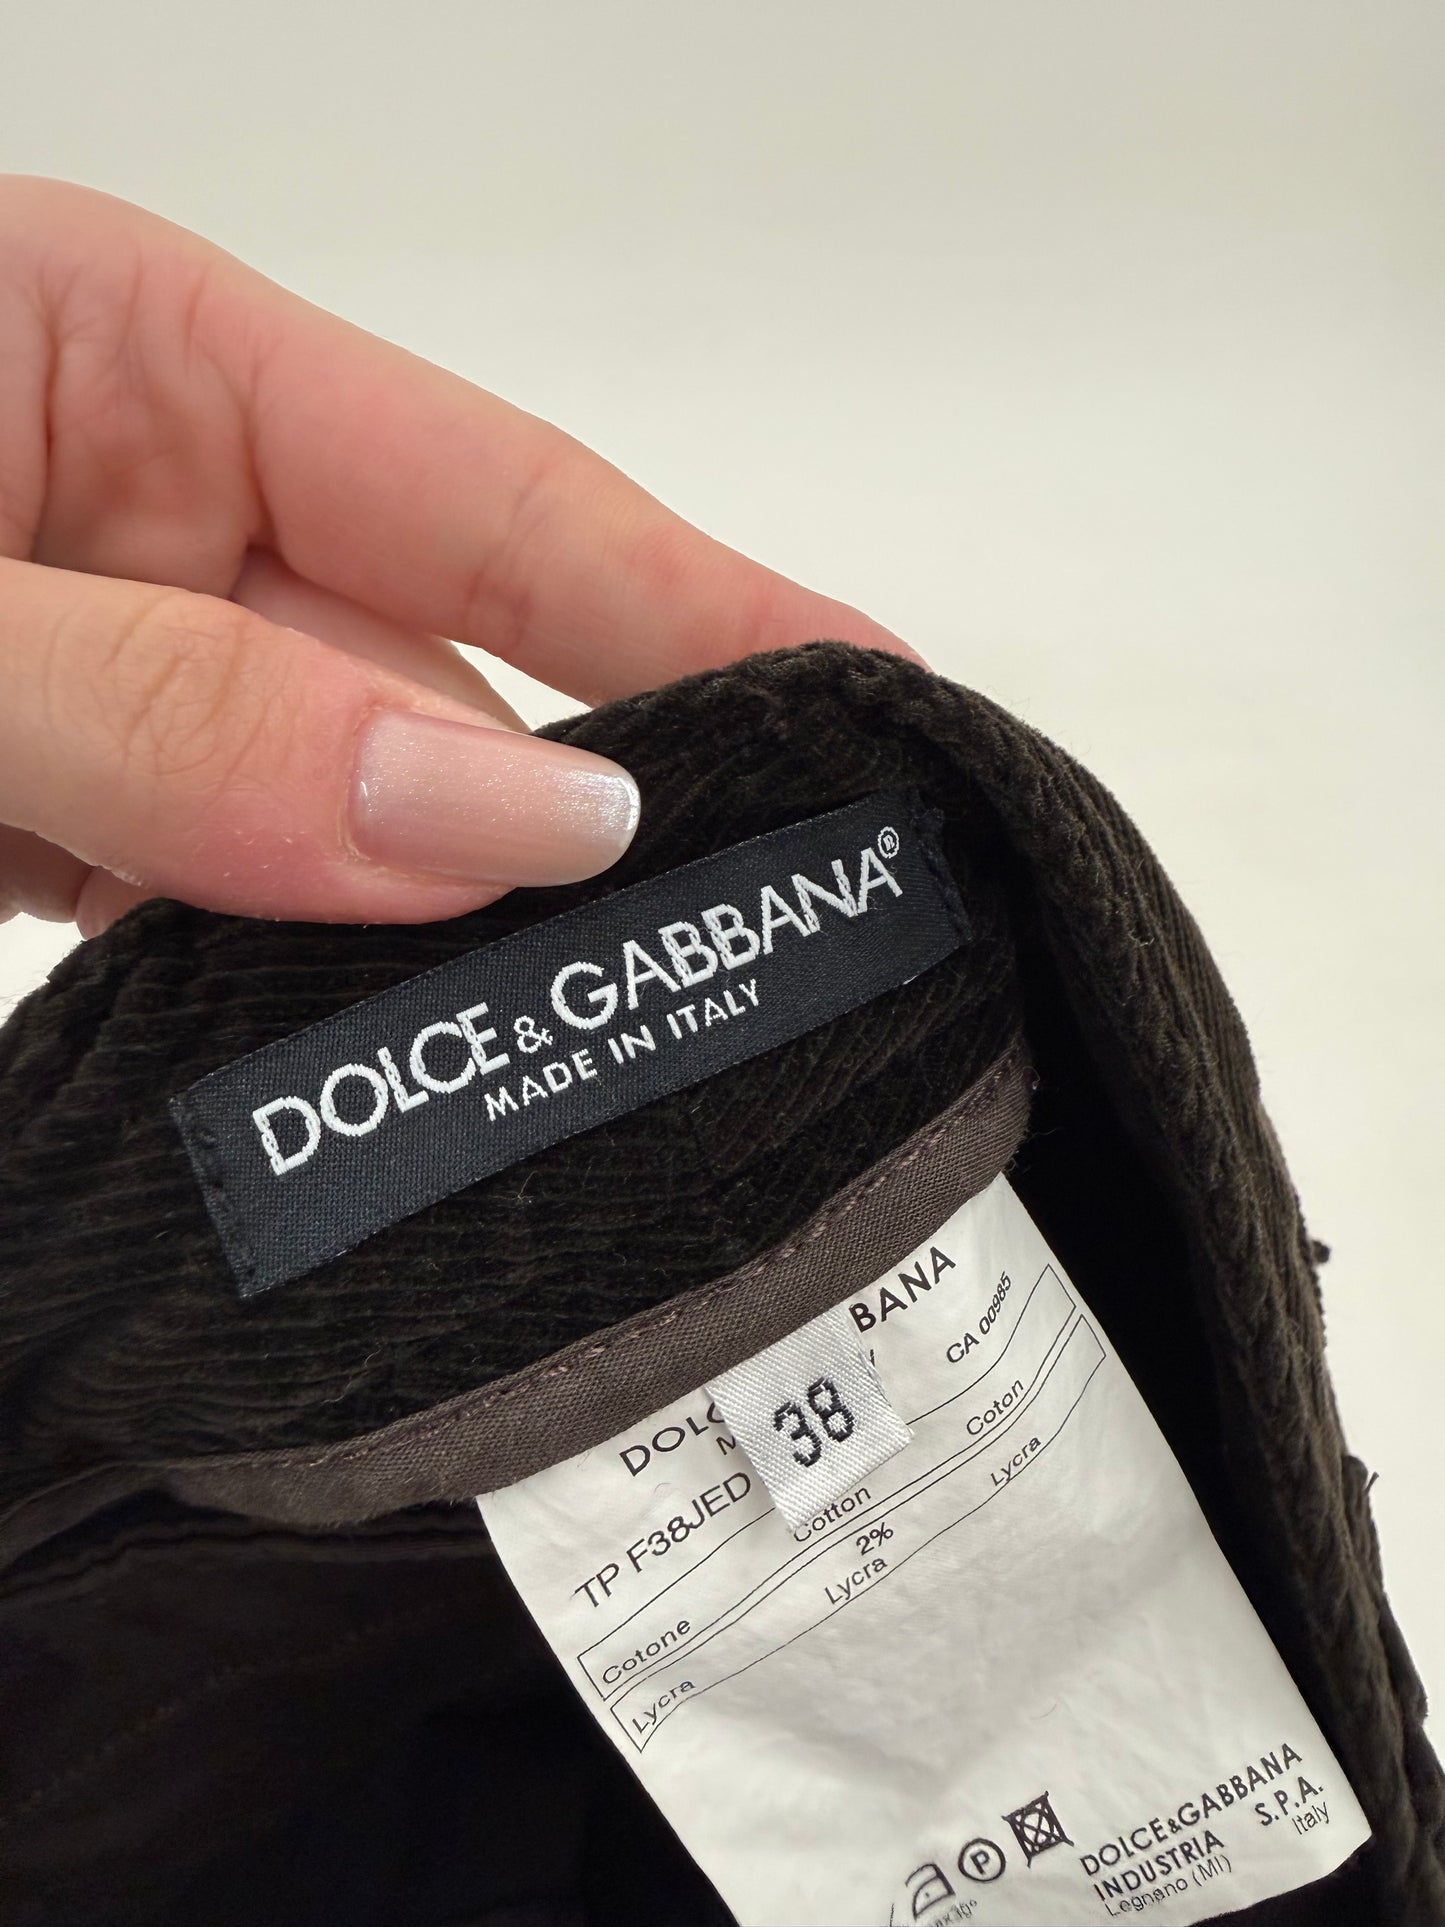 DOLCE & GABBANA®
MADE IN ITALY
38
BANA
CA 00985
TP F38JED
Cotone Cotton Coton
2%
Lycra Lycra Lycra
P
DOLCE&GABBANA
INDUSTRIA S.P.A.
Legnano (MI) Italy